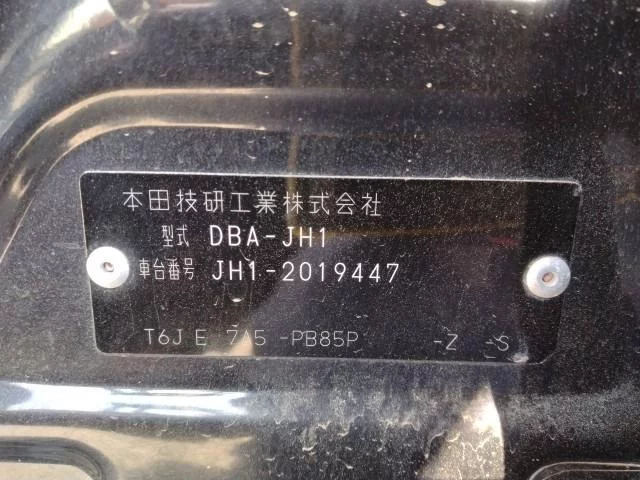 本田技研工業株式会社
型式 DBA-JH1
車台番号 JH1-2019447
T6J E 7A5 -PB85P -Z -S